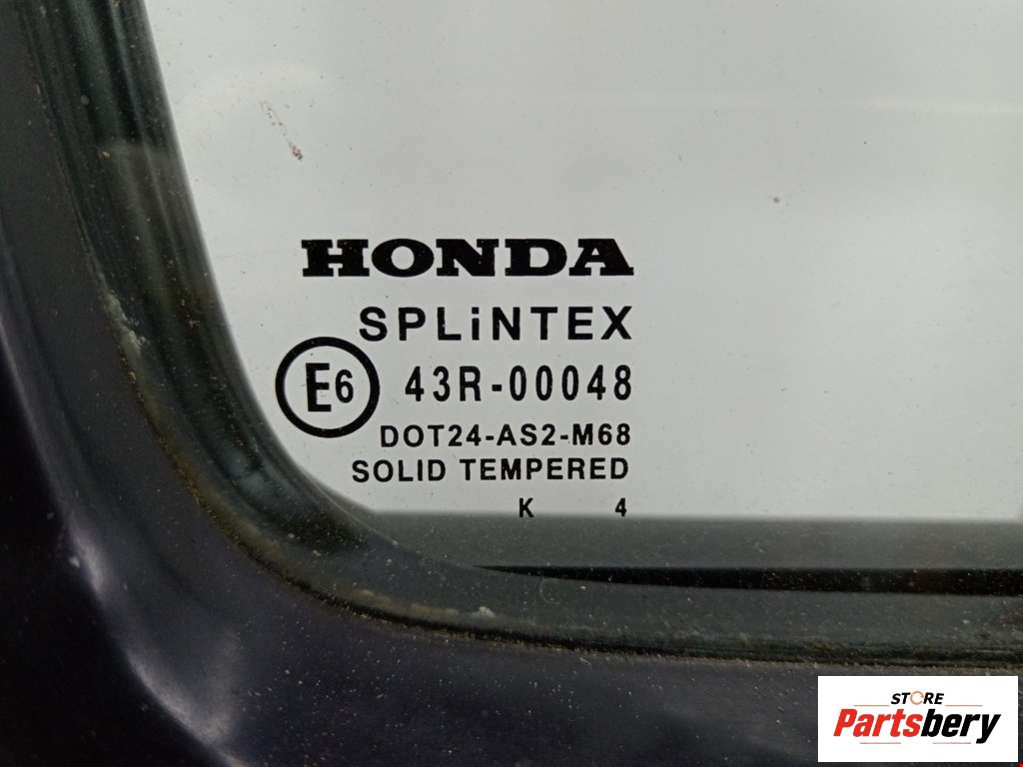 HONDA
SPLiNTEX
E6 43R-00048
DOT24-AS2-M68
SOLID TEMPERED
K 4
STORE
Partsbery